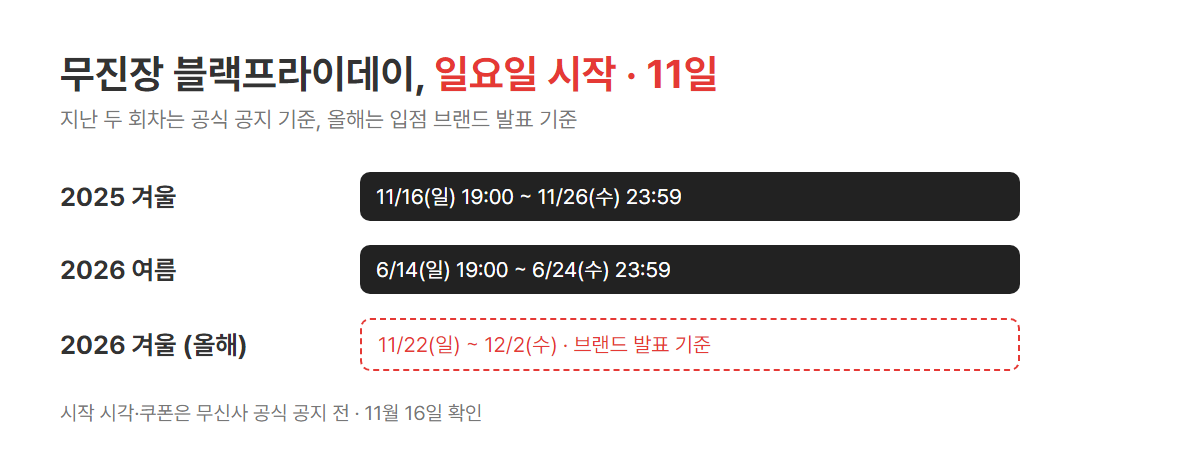 무진장 블랙프라이데이, 일요일 시작 · 11일
지난 두 회차는 공식 공지 기준, 올해는 입점 브랜드 발표 기준
2025 겨울
11/16(일) 19:00 ~ 11/26(수) 23:59
2026 여름
6/14(일) 19:00 ~ 6/24(수) 23:59
2026 겨울 (올해)
11/22(일) ~ 12/2(수) · 브랜드 발표 기준
시작 시각·쿠폰은 무신사 공식 공지 전 · 11월 16일 확인